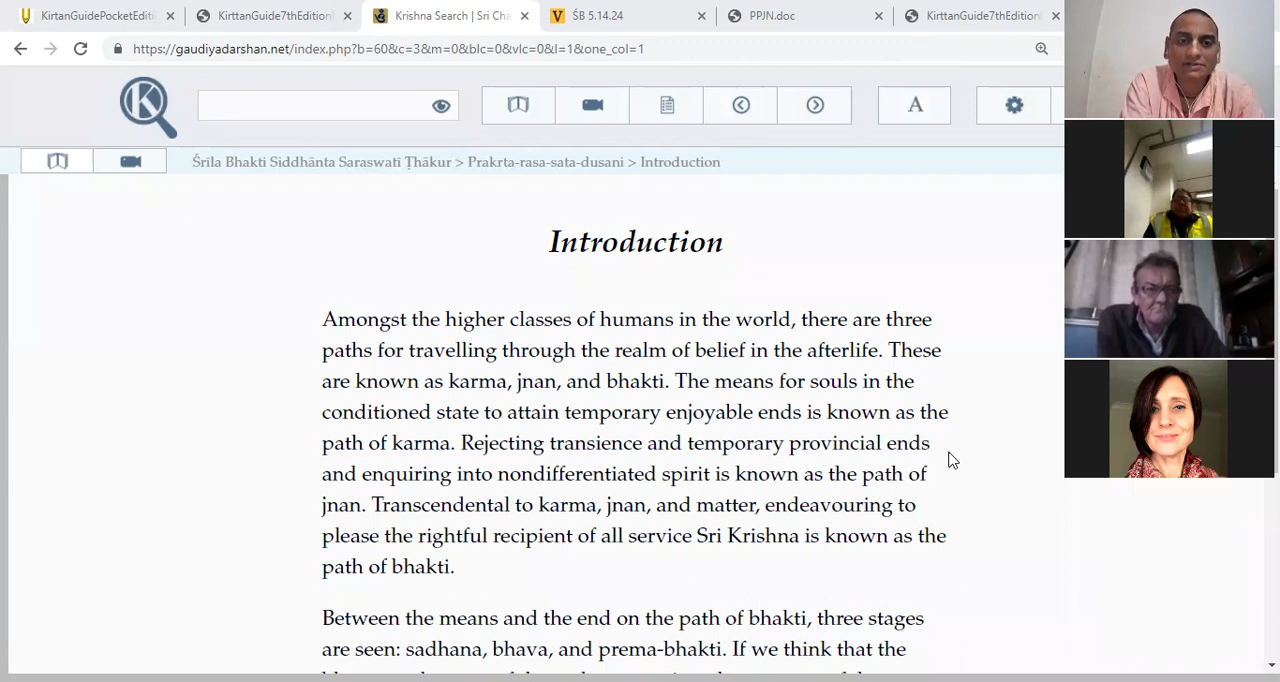 KirtanGuidePocketEditi
KirttanGuide7thEdition
Krishna Search | Sri Cha
ŚB 5.14.24
PPJN.doc
KirttanGuide7thEdition
https://gaudiyadarshan.net/index.php?b=60&c=3&m=0&blc=0&vlc=0&l=1&one_col=1
K
A
Śrīla Bhakti Siddhānta Saraswatī Ṭhākur > Prakrta-rasa-sata-dusani > Introduction
Introduction
Amongst the higher classes of humans in the world, there are three
paths for travelling through the realm of belief in the afterlife. These
are known as karma, jnan, and bhakti. The means for souls in the
conditioned state to attain temporary enjoyable ends is known as the
path of karma. Rejecting transience and temporary provincial ends
and enquiring into nondifferentiated spirit is known as the path of
jnan. Transcendental to karma, jnan, and matter, endeavouring to
please the rightful recipient of all service Sri Krishna is known as the
path of bhakti.
Between the means and the end on the path of bhakti, three stages
are seen: sadhana, bhava, and prema-bhakti. If we think that the